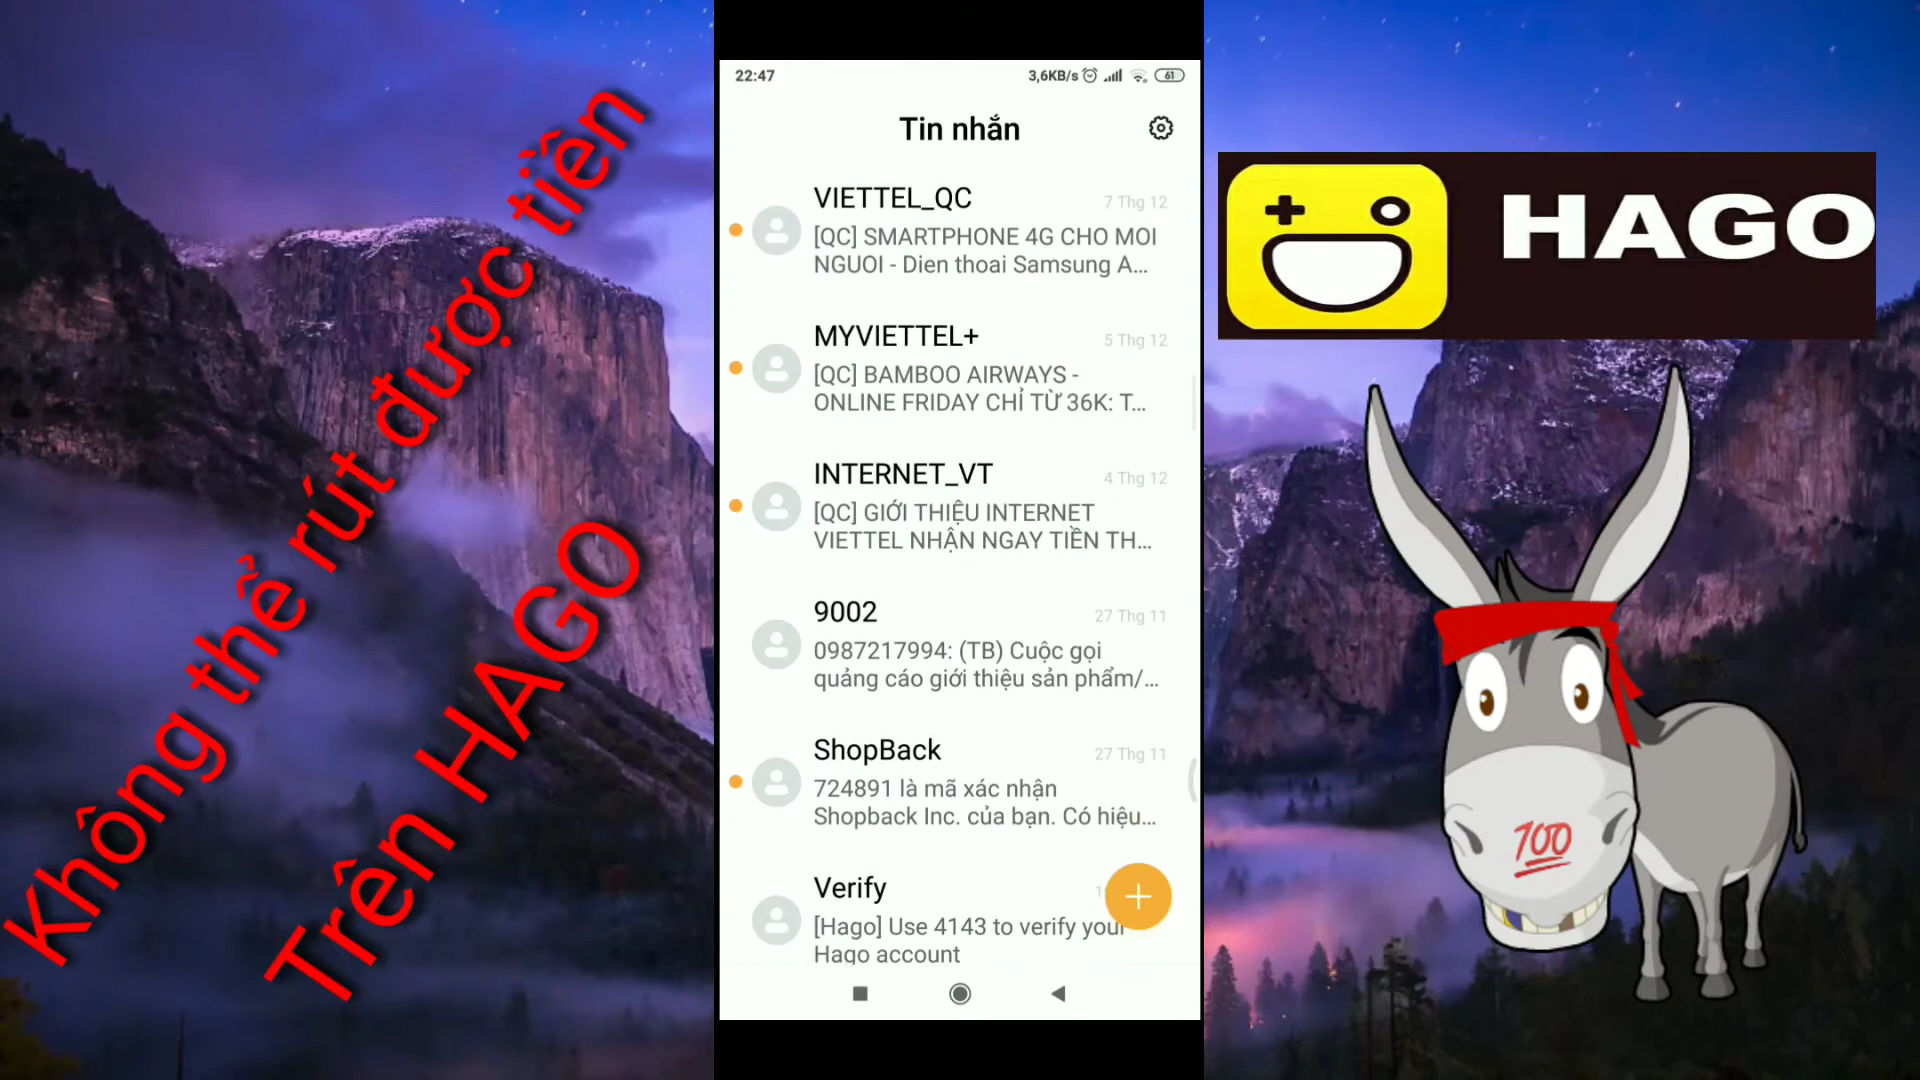 Không thể rút được tiền
Trên HAGO
22:47
3,6KB/s
61
Tin nhắn
VIETTEL_QC
7 Thg 12
[QC] SMARTPHONE 4G CHO MOI
NGUOI - Dien thoai Samsung A...
MYVIETTEL+
5 Thg 12
[QC] BAMBOO AIRWAYS -
ONLINE FRIDAY CHỈ TỪ 36K: T...
INTERNET_VT
4 Thg 12
[QC] GIỚI THIỆU INTERNET
VIETTEL NHẬN NGAY TIỀN TH...
9002
27 Thg 11
0987217994: (TB) Cuộc gọi
quảng cáo giới thiệu sản phẩm/...
ShopBack
27 Thg 11
724891 là mã xác nhận
Shopback Inc. của bạn. Có hiệu...
Verify
[Hago] Use 4143 to verify your
Hago account
HAGO
100